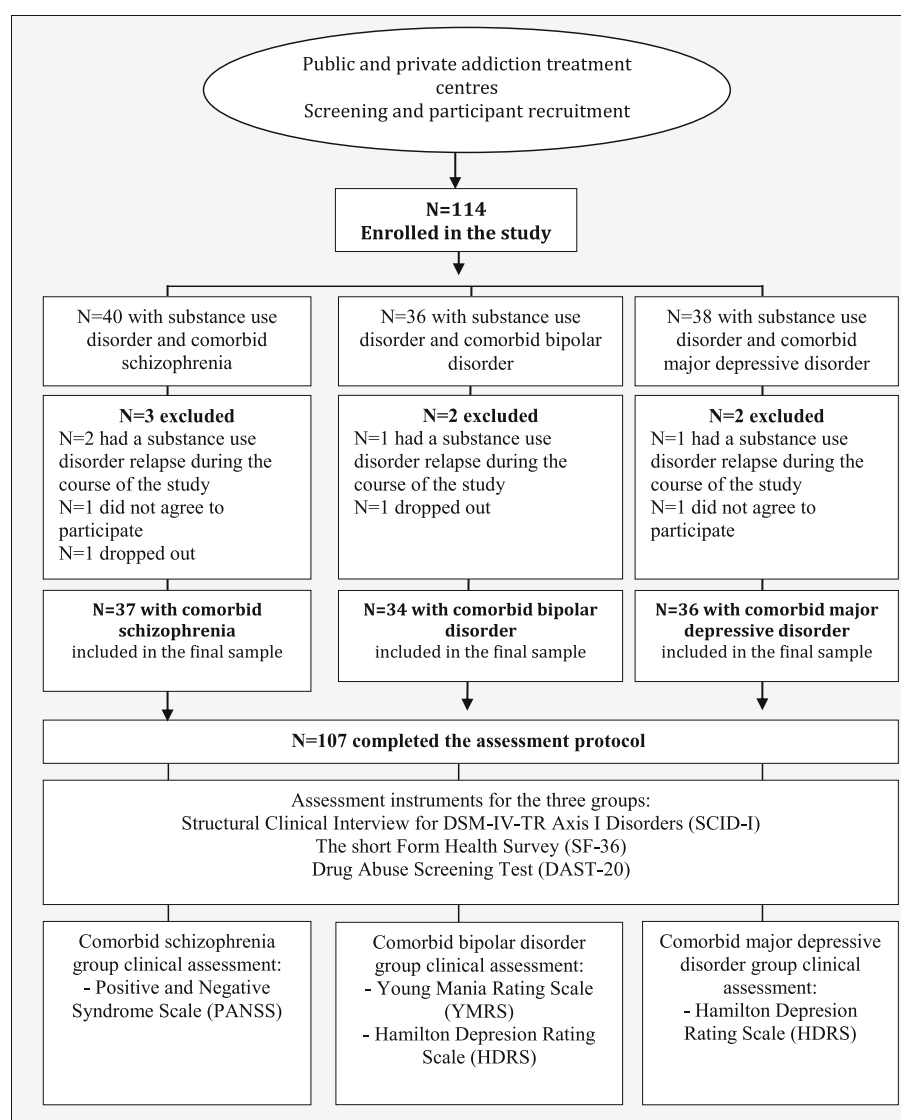 Public and private addiction treatment
centres
Screening and participant recruitment
N=114
Enrolled in the study
N=40 with substance use
disorder and comorbid
schizophrenia
N=36 with substance use
disorder and comorbid bipolar
disorder
N=38 with substance use
disorder and comorbid
major depressive disorder
N=3 excluded
N=2 had a substance use
disorder relapse during the
course of the study
N=1 did not agree to
participate
N=1 dropped out
N=2 excluded
N=1 had a substance use
disorder relapse during the
course of the study
N=1 dropped out
N=2 excluded
N=1 had a substance use
disorder relapse during the
course of the study
N=1 did not agree to
participate
N=37 with comorbid
schizophrenia
included in the final sample
N=34 with comorbid bipolar
disorder
included in the final sample
N=36 with comorbid major
depressive disorder
included in the final sample
N=107 completed the assessment protocol
Assessment instruments for the three groups:
Structural Clinical Interview for DSM-IV-TR Axis I Disorders (SCID-I)
The short Form Health Survey (SF-36)
Drug Abuse Screening Test (DAST-20)
Comorbid schizophrenia
group clinical assessment:
- Positive and Negative
Syndrome Scale (PANSS)
Comorbid bipolar disorder
group clinical assessment:
- Young Mania Rating Scale
(YMRS)
- Hamilton Depresion Rating
Scale (HDRS)
Comorbid major depressive
disorder group clinical
assessment:
- Hamilton Depresion
Rating Scale (HDRS)